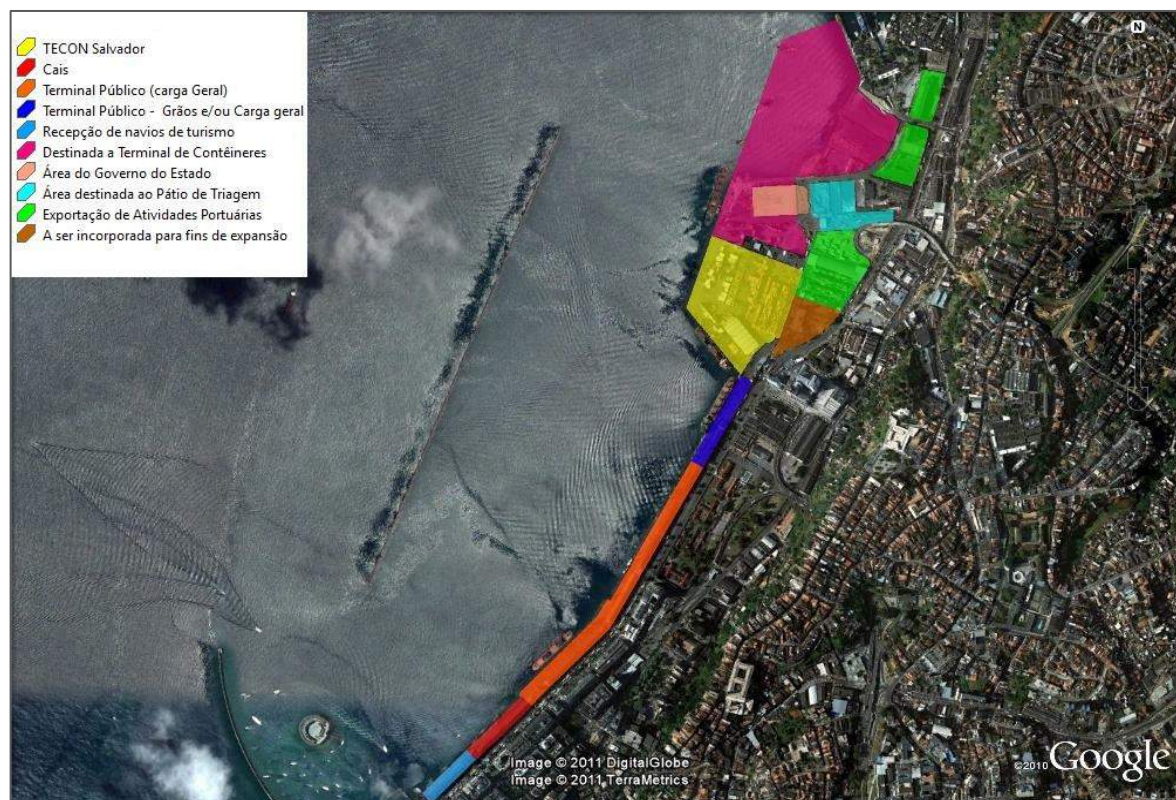 TECON Salvador
Cais
Terminal Público (carga Geral)
Terminal Público - Grãos e/ou Carga geral
Recepção de navios de turismo
Destinada a Terminal de Contêineres
Área do Governo do Estado
Área destinada ao Pátio de Triagem
Exportação de Atividades Portuárias
A ser incorporada para fins de expansão
N
Image © 2011 DigitalGlobe
Image © 2011 TerraMetrics
©2010 Google